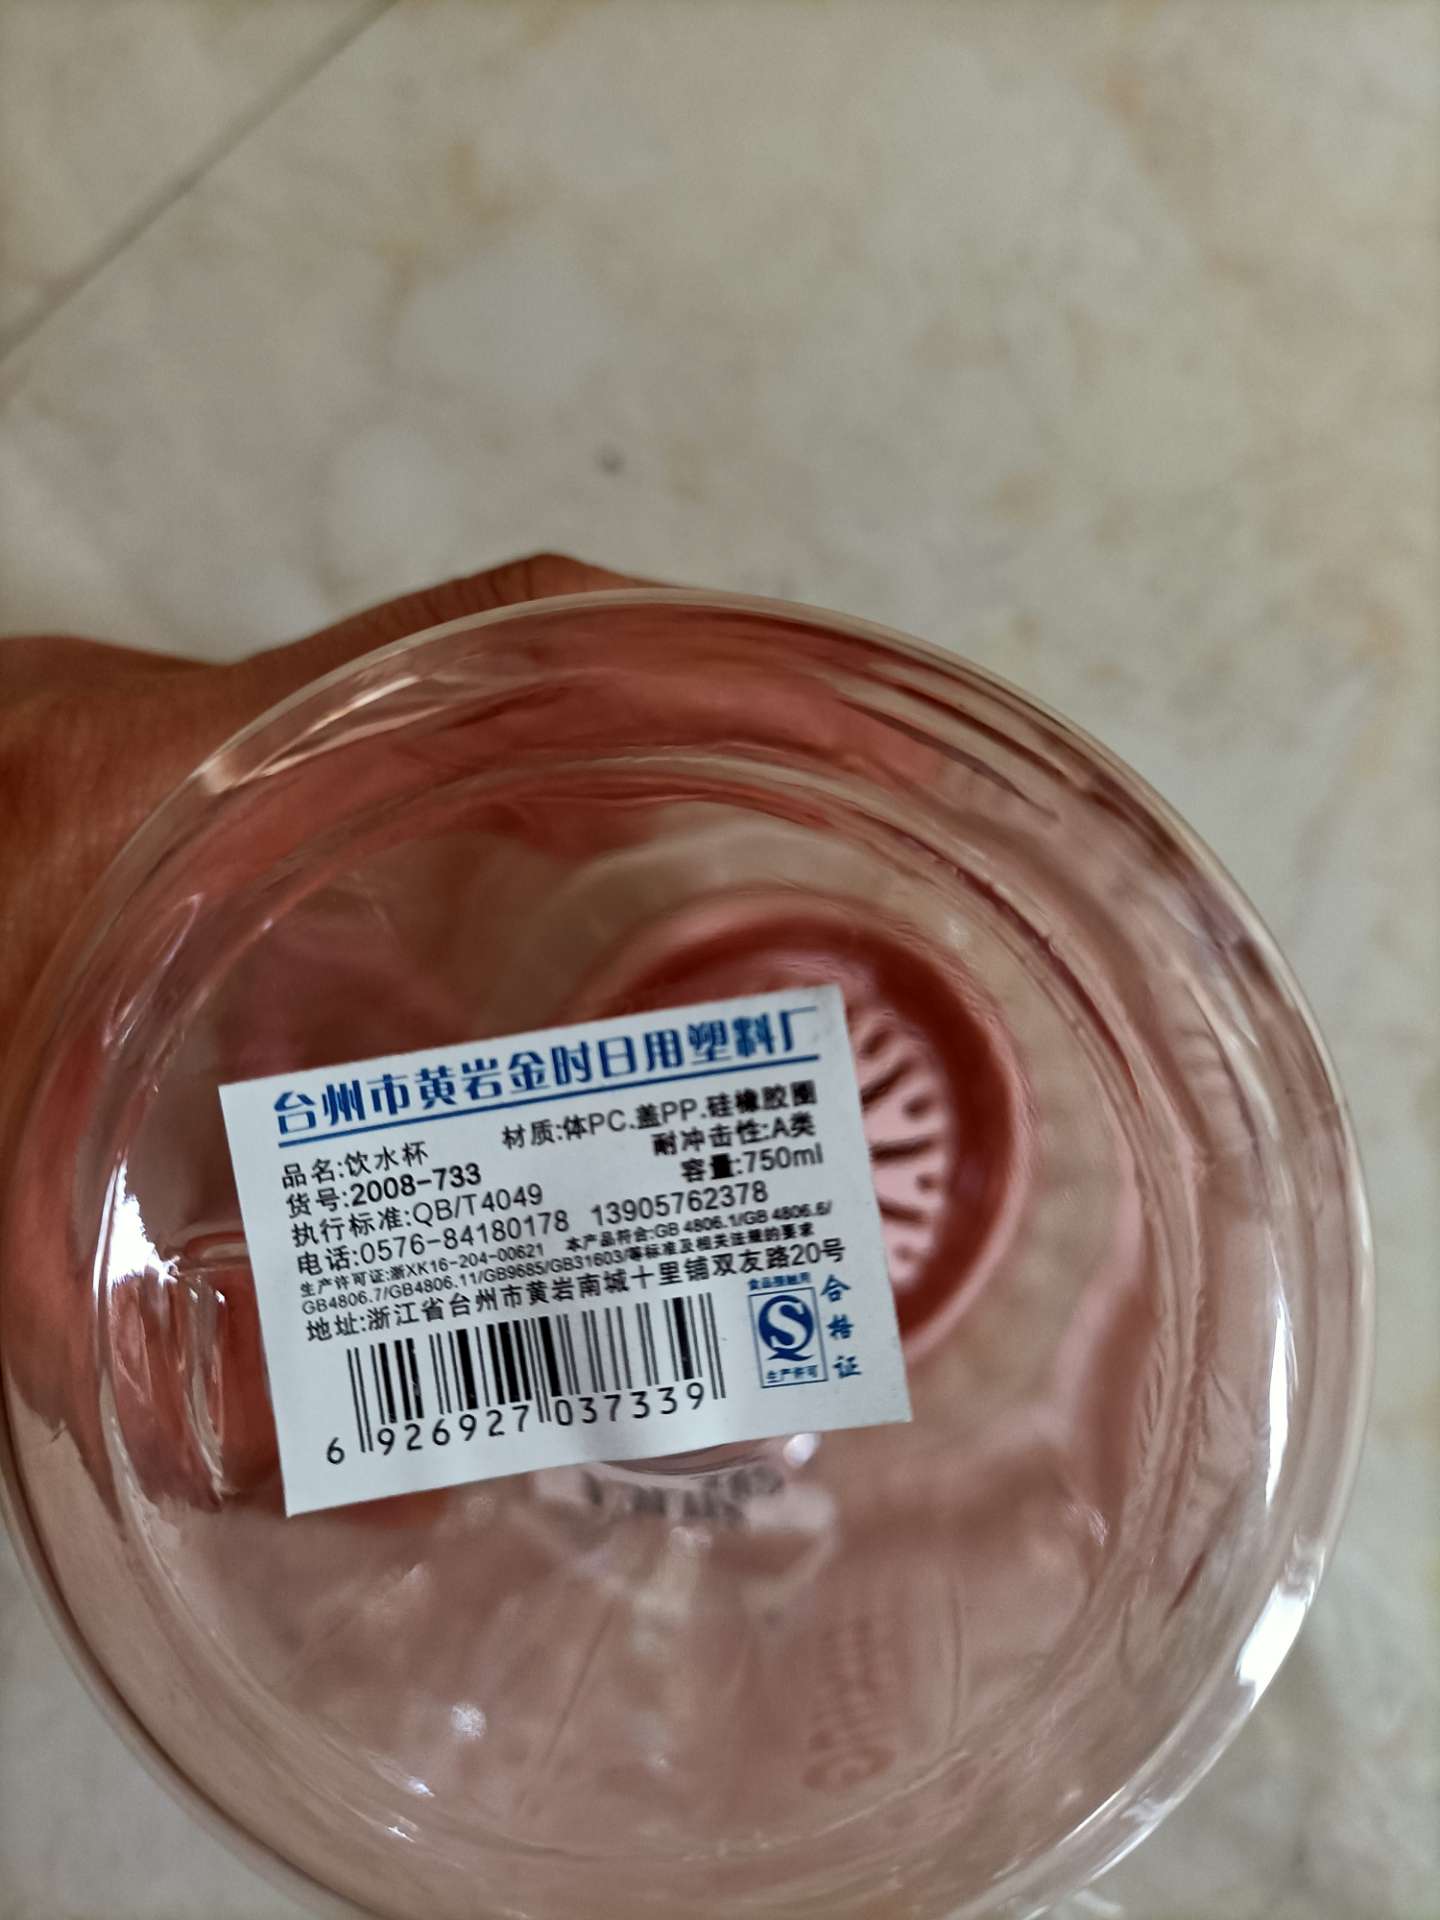 台州市黄岩金时日用塑料厂
品名:饮水杯 材质:体PC.盖PP.硅橡胶圈
货号:2008-733 耐冲击性:A类
执行标准:QB/T4049 容量:750ml
电话:0576-84180178 13905762378
生产许可证:浙XK16-204-00621 本产品符合:GB 4806.1/GB 4806.6/
GB4806.7/GB4806.11/GB9685/GB31603/等标准及相关法规的要求
地址:浙江省台州市黄岩南城十里铺双友路20号
食品接触用
生产许可
合格证
6 926927 037339